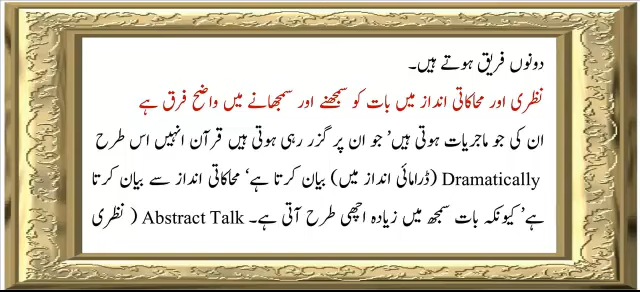 دونوں فریق ہوتے ہیں۔
نظری اور محاکاتی انداز میں بات کو سمجھنے اور سمجھانے میں واضح فرق ہے
ان کی جو ماجریات ہوتی ہیں’ جو ان پر گزر رہی ہوتی ہیں قرآن انہیں اس طرح
Dramatically (ڈرامائی انداز میں) بیان کرتا ہے‘ محاکاتی انداز سے بیان کرتا
ہے’ کیونکہ بات سمجھ میں زیادہ اچھی طرح آتی ہے۔ Abstract Talk ( نظری